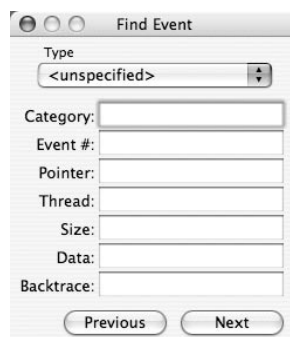 Find Event
Type
<unspecified>
Category:
Event #:
Pointer:
Thread:
Size:
Data:
Backtrace:
Previous Next